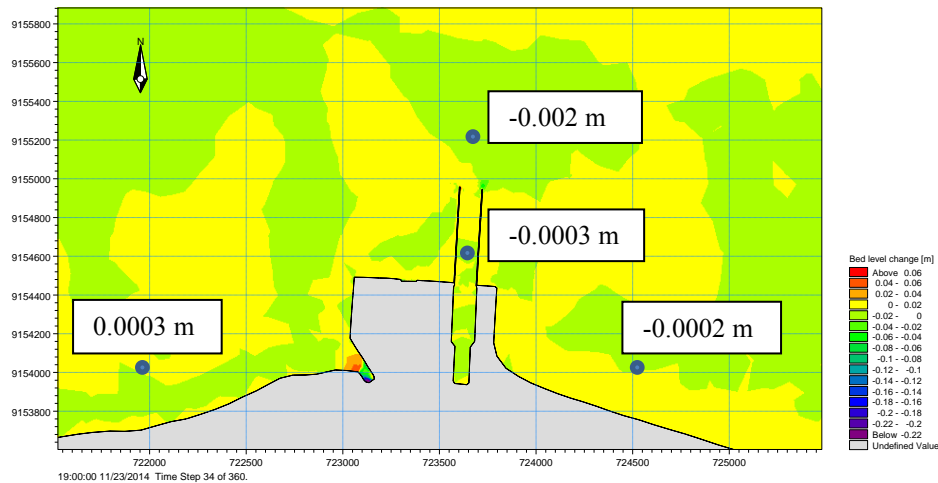 9155800
9155600
9155400
9155200
9155000
9154800
9154600
9154400
9154200
9154000
9153800
N
-0.002 m
-0.0003 m
0.0003 m
-0.0002 m
722000 722500 723000 723500 724000 724500 725000
19:00:00 11/23/2014 Time Step 34 of 360.
Bed level change [m]
Above 0.06
0.04 - 0.06
0.02 - 0.04
0 - 0.02
-0.02 - 0
-0.04 - -0.02
-0.06 - -0.04
-0.08 - -0.06
-0.1 - -0.08
-0.12 - -0.1
-0.14 - -0.12
-0.16 - -0.14
-0.18 - -0.16
-0.2 - -0.18
-0.22 - -0.2
Below -0.22
Undefined Value